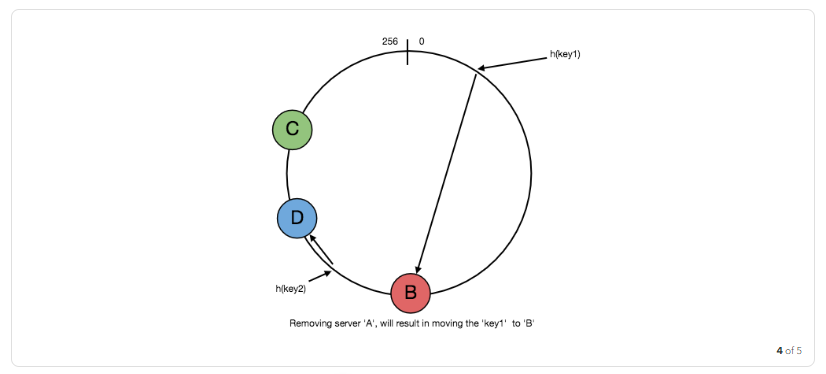 256 0
h(key1)
C
D
h(key2)
B
Removing server 'A', will result in moving the 'key1' to 'B'
4 of 5